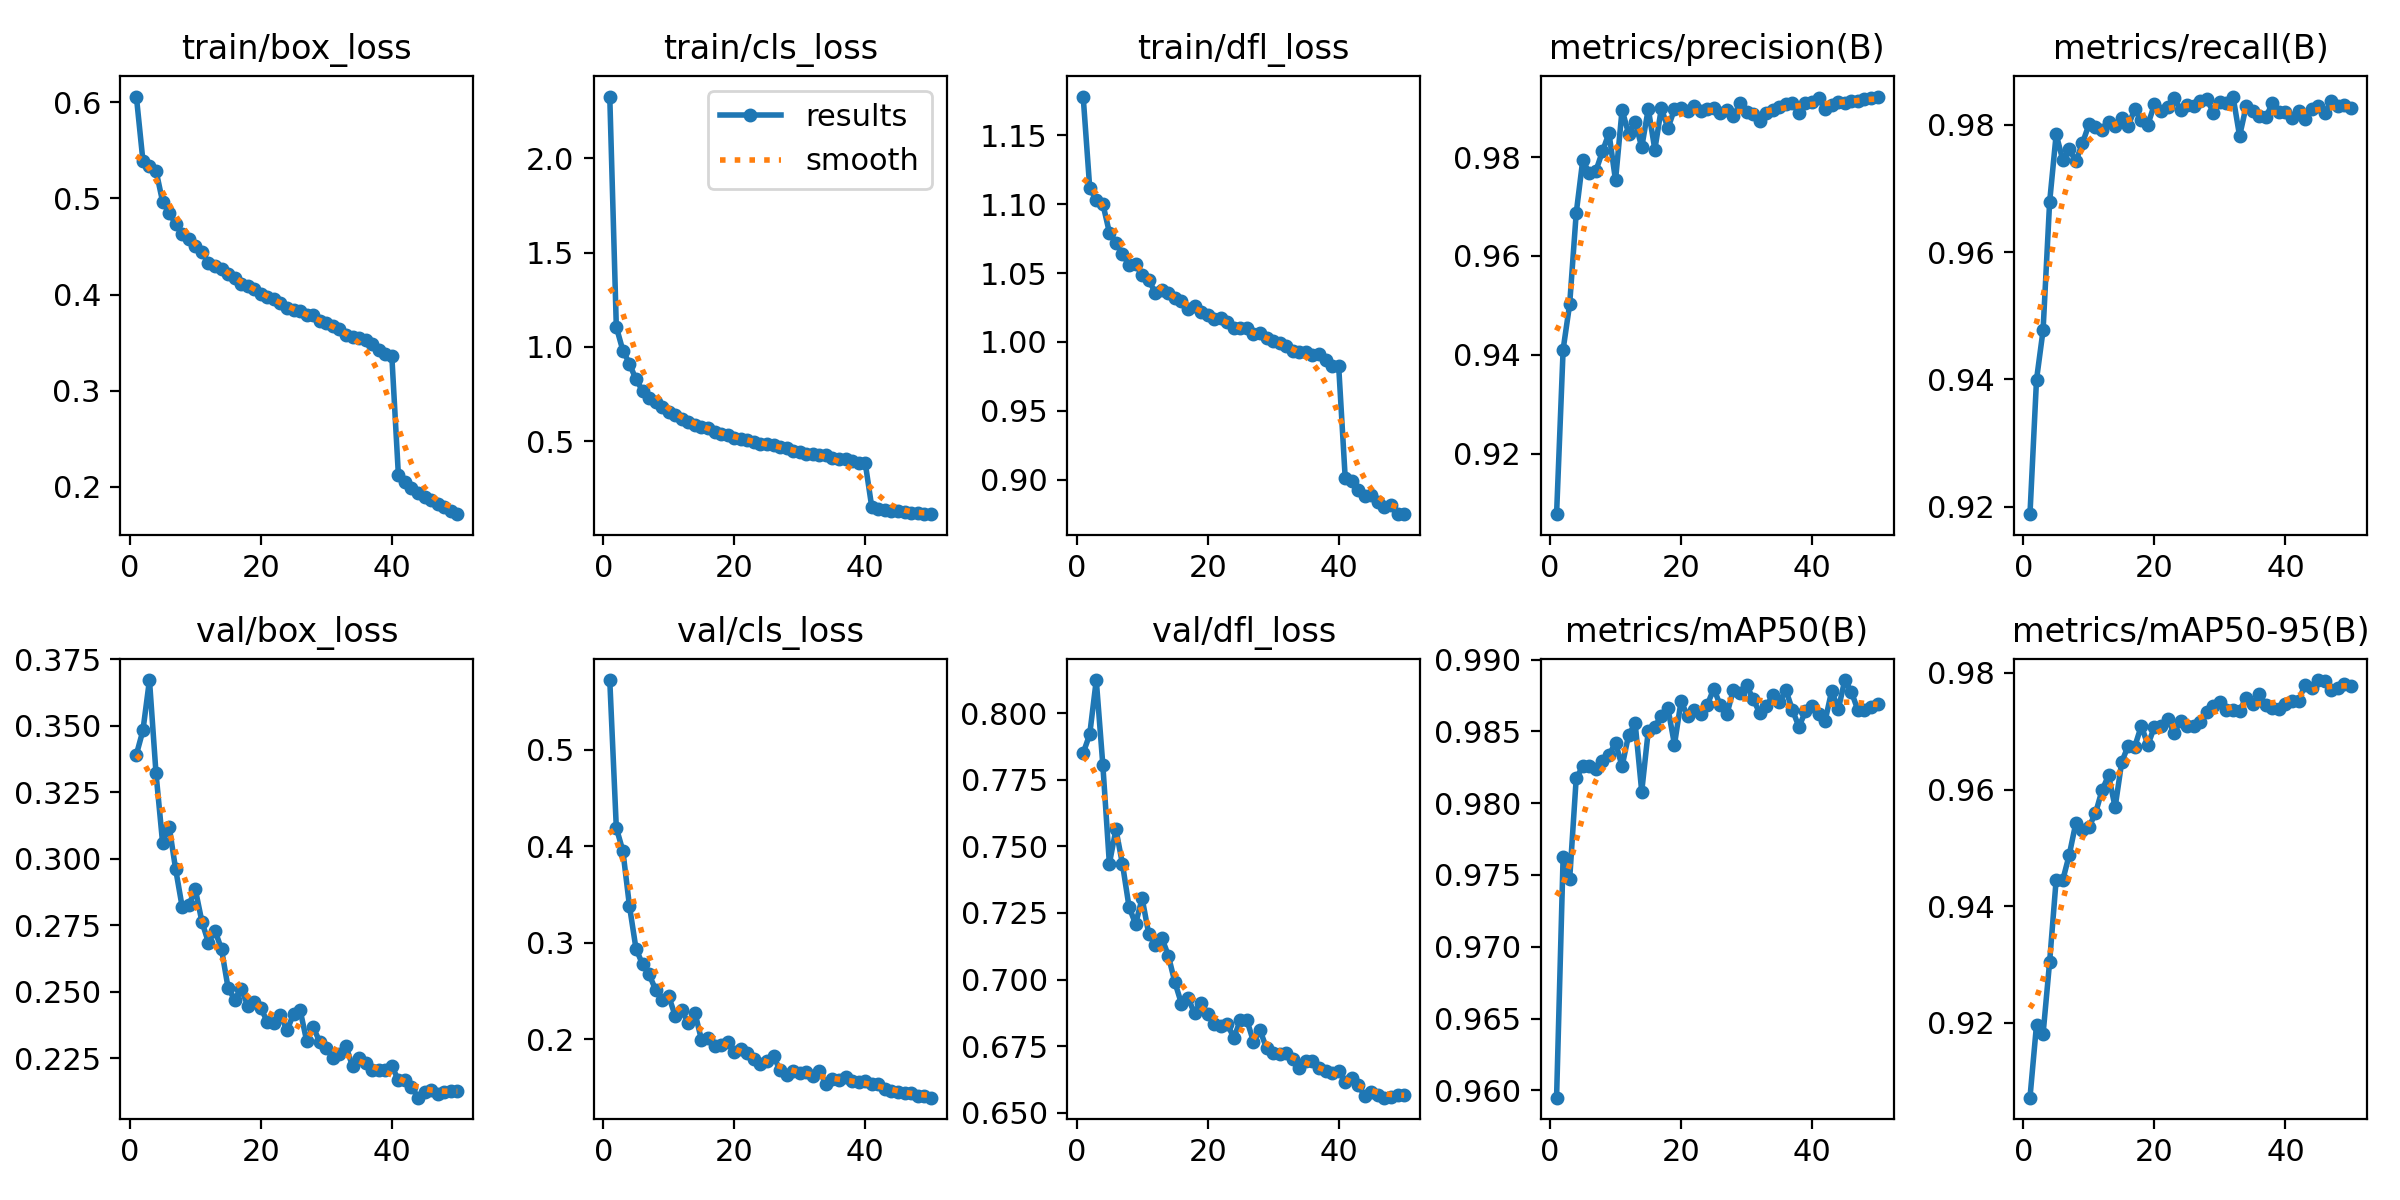 train/box_loss
0.6
0.5
0.4
0.3
0.2
0 20 40
train/cls_loss
results
smooth
2.0
1.5
1.0
0.5
0 20 40
train/dfl_loss
1.15
1.10
1.05
1.00
0.95
0.90
0 20 40
metrics/precision(B)
0.98
0.96
0.94
0.92
0 20 40
metrics/recall(B)
0.98
0.96
0.94
0.92
0 20 40
val/box_loss
0.375
0.350
0.325
0.300
0.275
0.250
0.225
0 20 40
val/cls_loss
0.5
0.4
0.3
0.2
0 20 40
val/dfl_loss
0.800
0.775
0.750
0.725
0.700
0.675
0.650
0 20 40
metrics/mAP50(B)
0.990
0.985
0.980
0.975
0.970
0.965
0.960
0 20 40
metrics/mAP50-95(B)
0.98
0.96
0.94
0.92
0 20 40